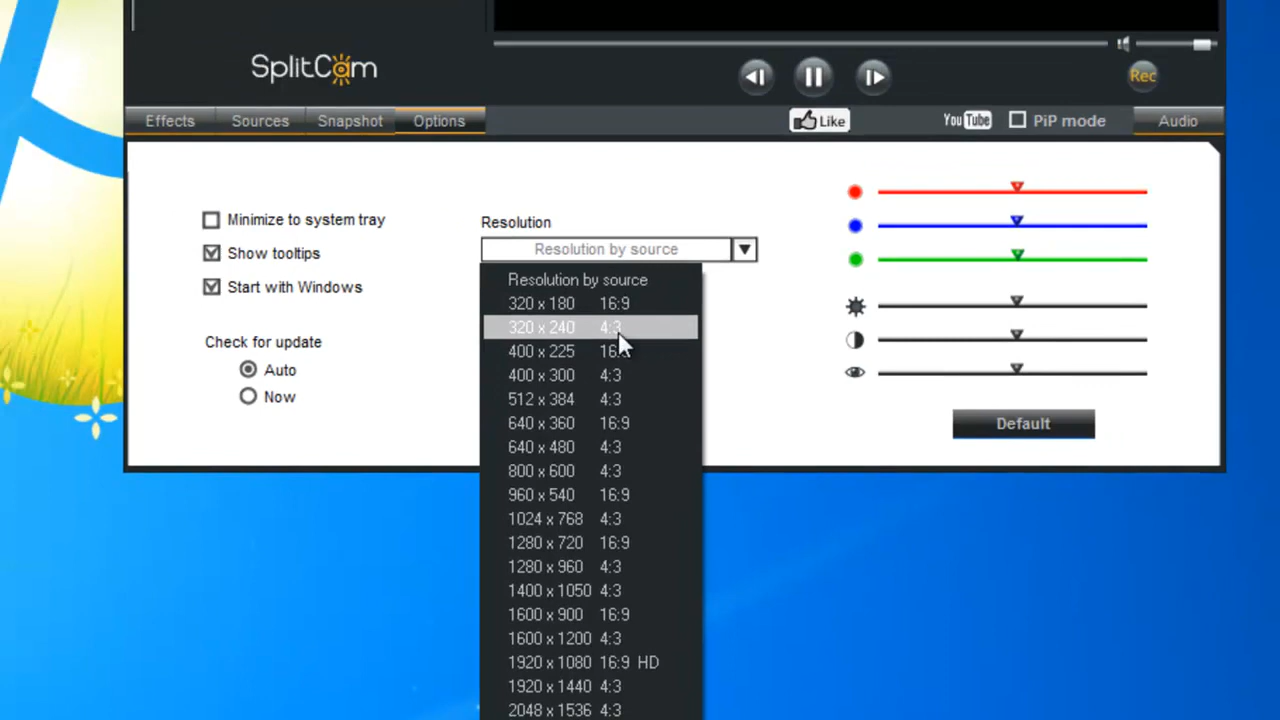 SplitCam
Rec
Effects
Sources
Snapshot
Options
Like
YouTube
PiP mode
Audio
Minimize to system tray
Show tooltips
Start with Windows
Check for update
Auto
Now
Resolution
Resolution by source
Resolution by source
320 x 180 16:9
320 x 240 4:3
400 x 225 16:
400 x 300 4:3
512 x 384 4:3
640 x 360 16:9
640 x 480 4:3
800 x 600 4:3
960 x 540 16:9
1024 x 768 4:3
1280 x 720 16:9
1280 x 960 4:3
1400 x 1050 4:3
1600 x 900 16:9
1600 x 1200 4:3
1920 x 1080 16:9 HD
1920 x 1440 4:3
2048 x 1536 4:3
Default